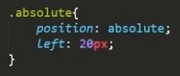 .absolute{
    position: absolute;
    left: 20px;
}